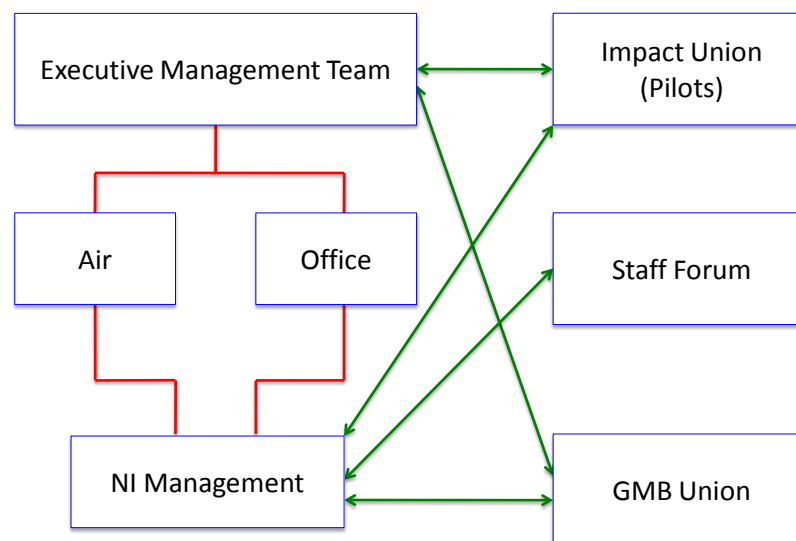 Executive Management Team
Impact Union
(Pilots)
Air
Office
Staff Forum
NI Management
GMB Union